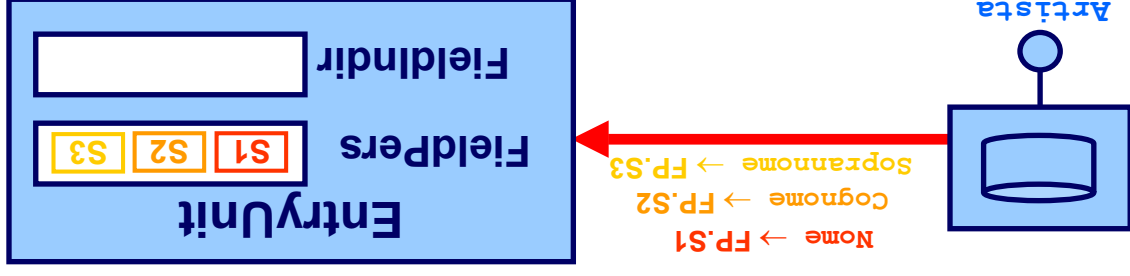 Nome → FP.S1
Cognome → FP.S2
Soprannome → FP.S3
Artista
EntryUnit
FieldPers S1 S2 S3
FieldIndir